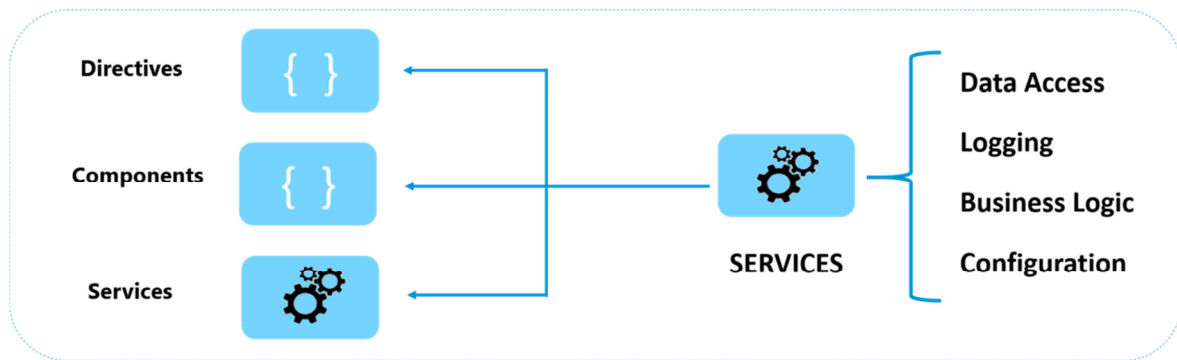 Directives
{ }
Components
{ }
Services
SERVICES
Data Access
Logging
Business Logic
Configuration